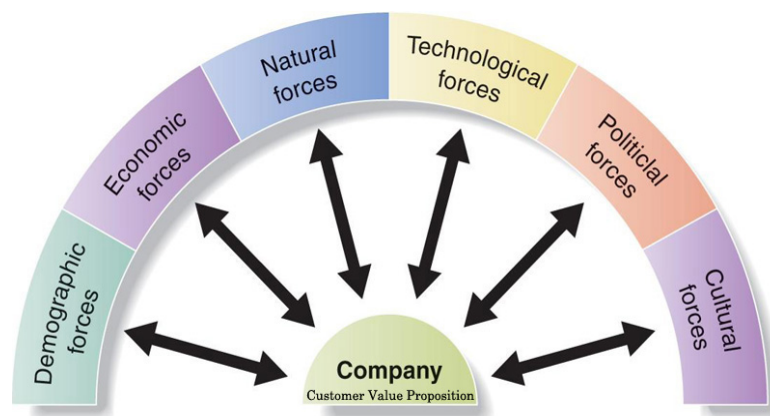 Demographic
forces
Economic
forces
Natural
forces
Technological
forces
Politiclal
forces
Cultural
forces
Company
Customer Value Proposition